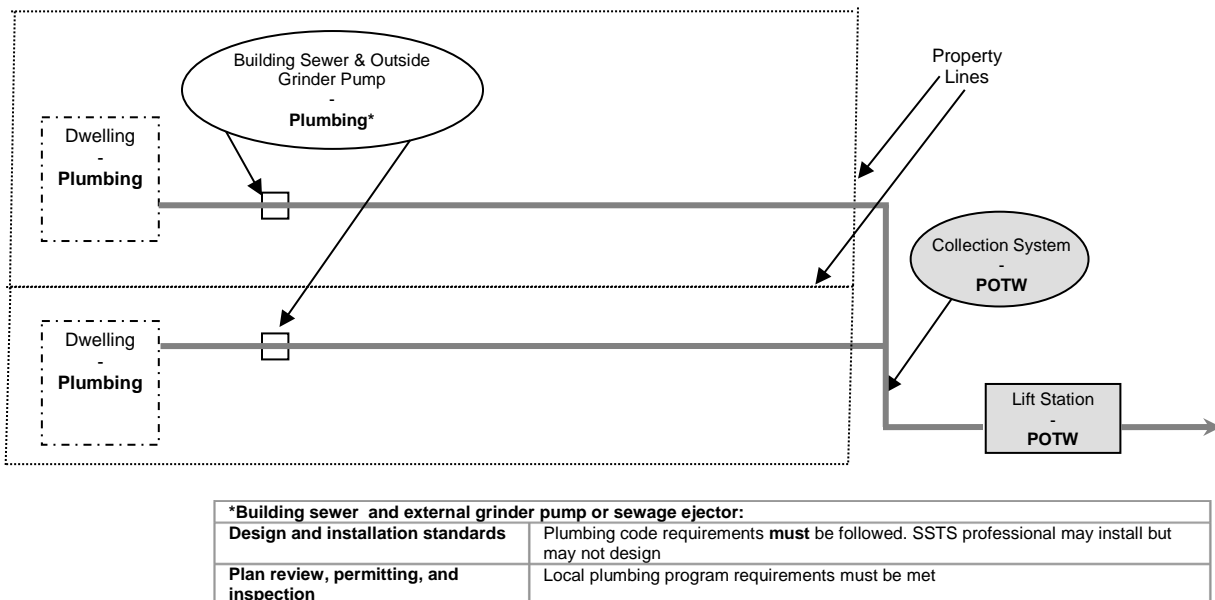 Building Sewer & Outside
Grinder Pump
-
Plumbing*
Property
Lines
Dwelling
-
Plumbing
Collection System
-
POTW
Dwelling
-
Plumbing
Lift Station
-
POTW
*Building sewer and external grinder pump or sewage ejector:
Design and installation standards
Plumbing code requirements must be followed. SSTS professional may install but
may not design
Plan review, permitting, and
inspection
Local plumbing program requirements must be met